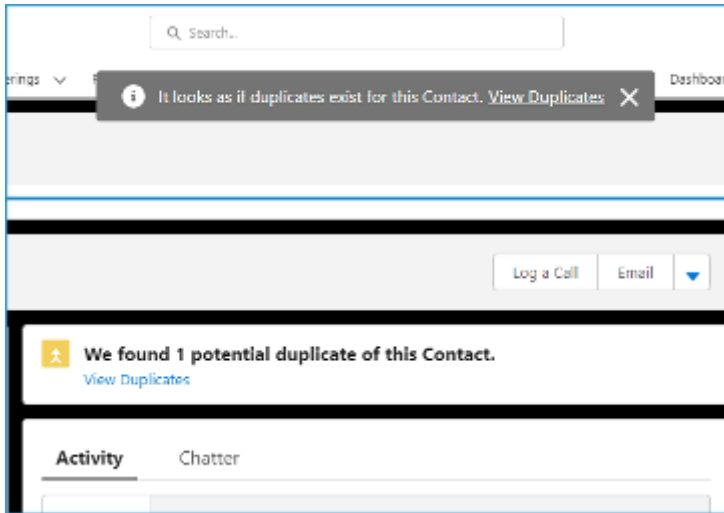 Search...
erings
It looks as if duplicates exist for this Contact. View Duplicates
Dashboar
Log a Call Email
We found 1 potential duplicate of this Contact.
View Duplicates
Activity Chatter